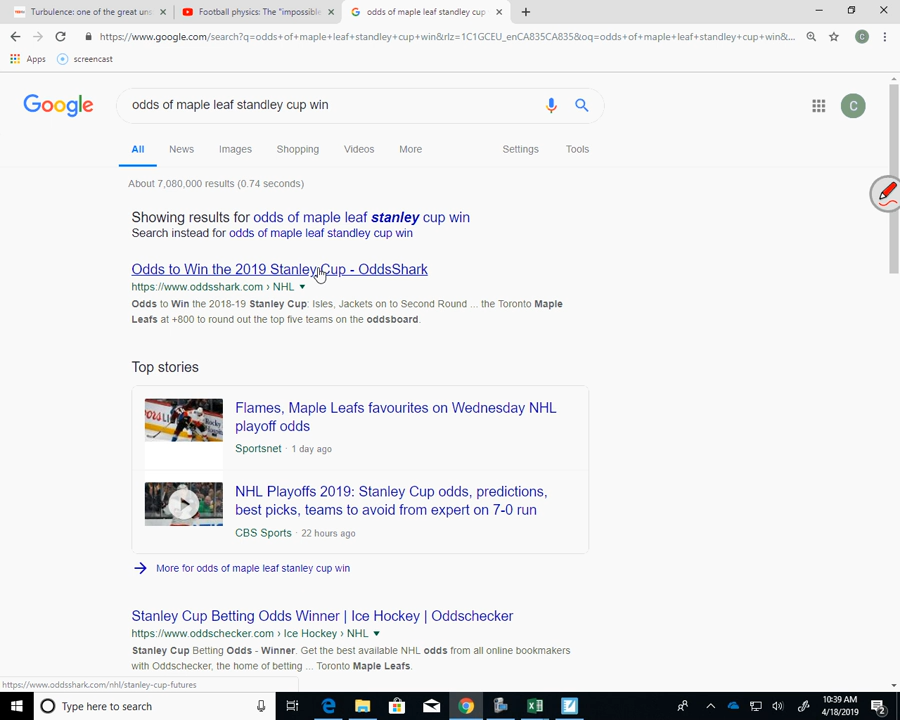 Turbulence: one of the great uns
Football physics: The "impossible
odds of maple leaf standley cup
https://www.google.com/search?q=odds+of+maple+leaf+standley+cup+win&rlz=1C1GCEU_enCA835CA835&oq=odds+of+maple+leaf+standley+cup+win&...
C
Apps
screencast
Google
odds of maple leaf standley cup win
C
All
News
Images
Shopping
Videos
More
Settings
Tools
About 7,080,000 results (0.74 seconds)
Showing results for odds of maple leaf stanley cup win
Search instead for odds of maple leaf standley cup win
Odds to Win the 2019 Stanley Cup - OddsShark
https://www.oddsshark.com › NHL
Odds to Win the 2018-19 Stanley Cup: Isles, Jackets on to Second Round ... the Toronto Maple
Leafs at +800 to round out the top five teams on the oddsboard.
Top stories
Flames, Maple Leafs favourites on Wednesday NHL
playoff odds
Sportsnet · 1 day ago
NHL Playoffs 2019: Stanley Cup odds, predictions,
best picks, teams to avoid from expert on 7-0 run
CBS Sports · 22 hours ago
More for odds of maple leaf stanley cup win
Stanley Cup Betting Odds Winner | Ice Hockey | Oddschecker
https://www.oddschecker.com › Ice Hockey › NHL
Stanley Cup Betting Odds - Winner. Get the best available NHL odds from all online bookmakers
with Oddschecker, the home of betting ... Toronto Maple Leafs.
https://www.oddsshark.com/nhl/stanley-cup-futures
Type here to search
10:39 AM
4/18/2019
2